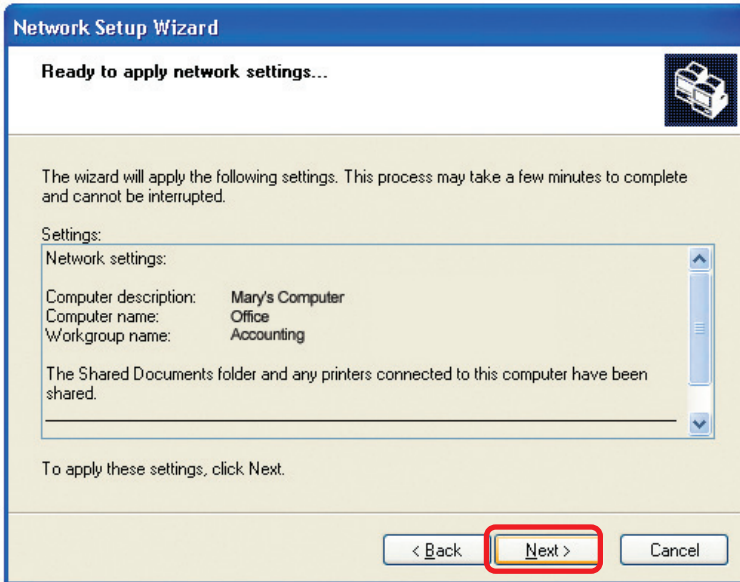 Network Setup Wizard
Ready to apply network settings...
The wizard will apply the following settings. This process may take a few minutes to complete
and cannot be interrupted.
Settings:
Network settings:
Computer description: Mary's Computer
Computer name: Office
Workgroup name: Accounting
The Shared Documents folder and any printers connected to this computer have been
shared.
To apply these settings, click Next.
< Back Next > Cancel